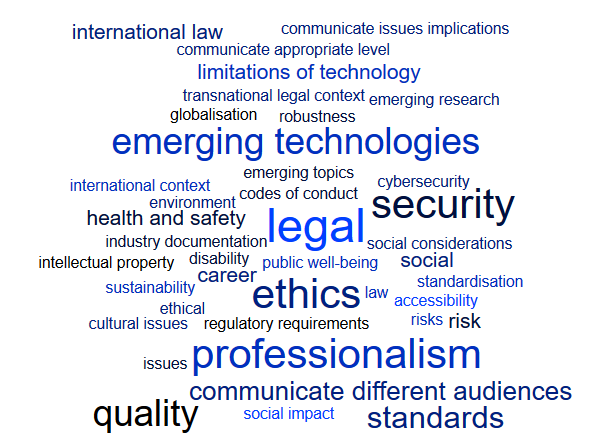 international law
communicate issues implications
communicate appropriate level
limitations of technology
transnational legal context
emerging research
globalisation
robustness
emerging technologies
emerging topics
international context
cybersecurity
environment
codes of conduct
security
health and safety
legal
industry documentation
social considerations
intellectual property
disability
public well-being
social
career
sustainability
ethics
law
standardisation
accessibility
ethical
cultural issues
regulatory requirements
risks
risk
issues
professionalism
communicate different audiences
quality
social impact
standards